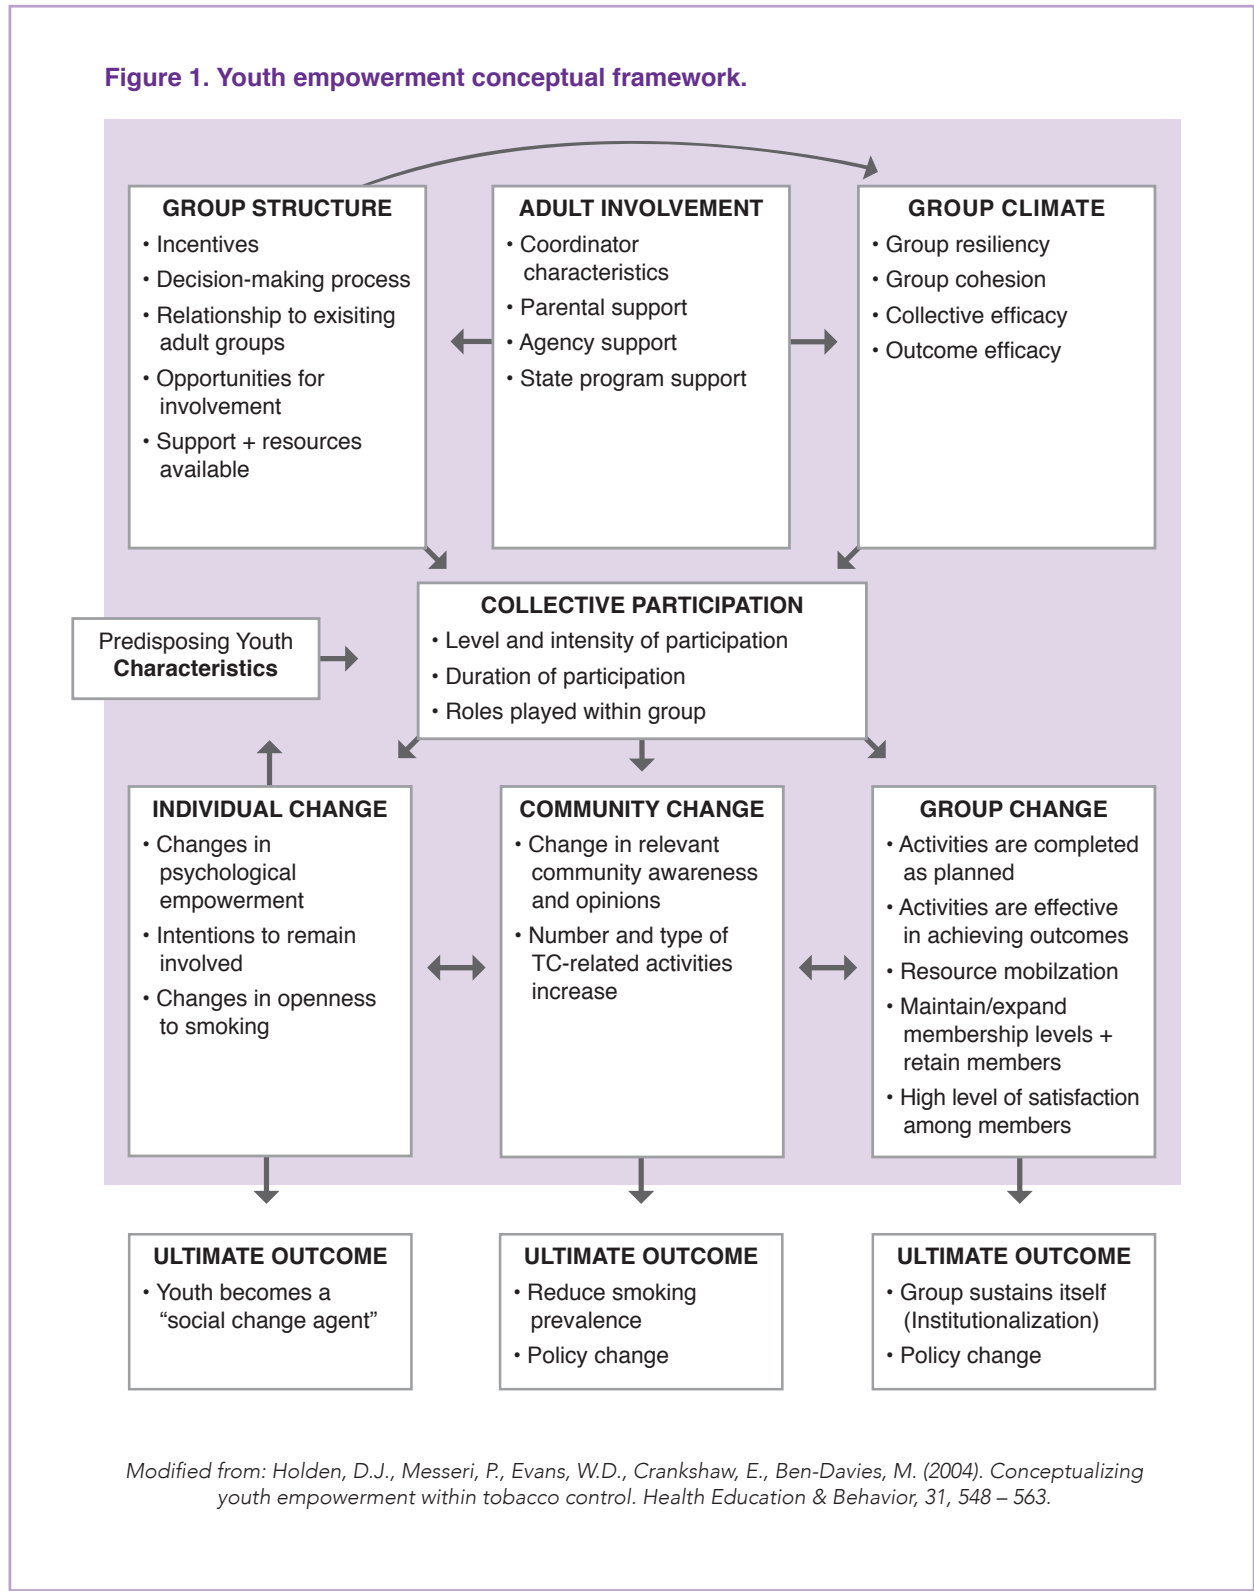 Figure 1. Youth empowerment conceptual framework.
GROUP STRUCTURE
• Incentives
• Decision-making process
• Relationship to exisiting
adult groups
• Opportunities for
involvement
• Support + resources
available
ADULT INVOLVEMENT
• Coordinator
characteristics
• Parental support
• Agency support
• State program support
GROUP CLIMATE
• Group resiliency
• Group cohesion
• Collective efficacy
• Outcome efficacy
COLLECTIVE PARTICIPATION
• Level and intensity of participation
• Duration of participation
• Roles played within group
Predisposing Youth
Characteristics
INDIVIDUAL CHANGE
• Changes in
psychological
empowerment
• Intentions to remain
involved
• Changes in openness
to smoking
COMMUNITY CHANGE
• Change in relevant
community awareness
and opinions
• Number and type of
TC-related activities
increase
GROUP CHANGE
• Activities are completed
as planned
• Activities are effective
in achieving outcomes
• Resource mobilzation
• Maintain/expand
membership levels +
retain members
• High level of satisfaction
among members
ULTIMATE OUTCOME
• Youth becomes a
“social change agent”
ULTIMATE OUTCOME
• Reduce smoking
prevalence
• Policy change
ULTIMATE OUTCOME
• Group sustains itself
(Institutionalization)
• Policy change
Modified from: Holden, D.J., Messeri, P., Evans, W.D., Crankshaw, E., Ben-Davies, M. (2004). Conceptualizing
youth empowerment within tobacco control. Health Education & Behavior, 31, 548 – 563.